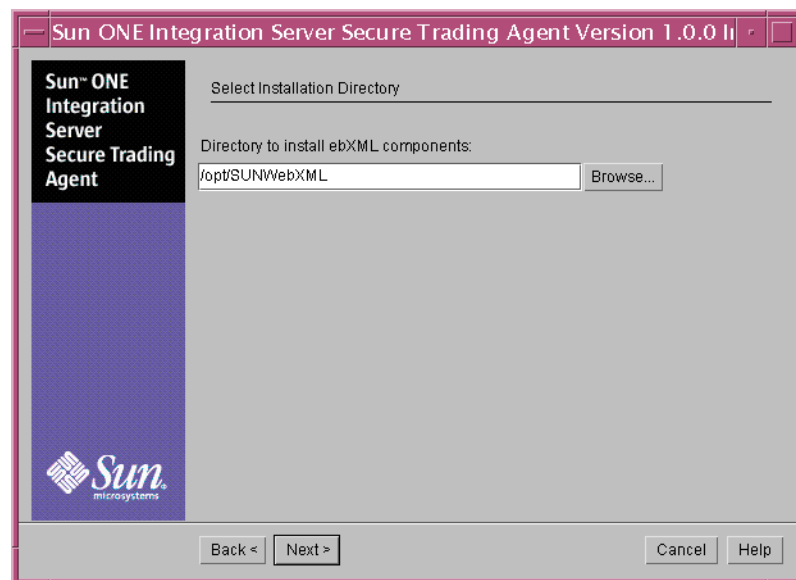 Sun ONE Integration Server Secure Trading Agent Version 1.0.0
Sun™ ONE
Integration
Server
Secure Trading
Agent
Select Installation Directory
Directory to install ebXML components:
/opt/SUNWebXML
Browse...
Sun
microsystems
Back <
Next >
Cancel
Help